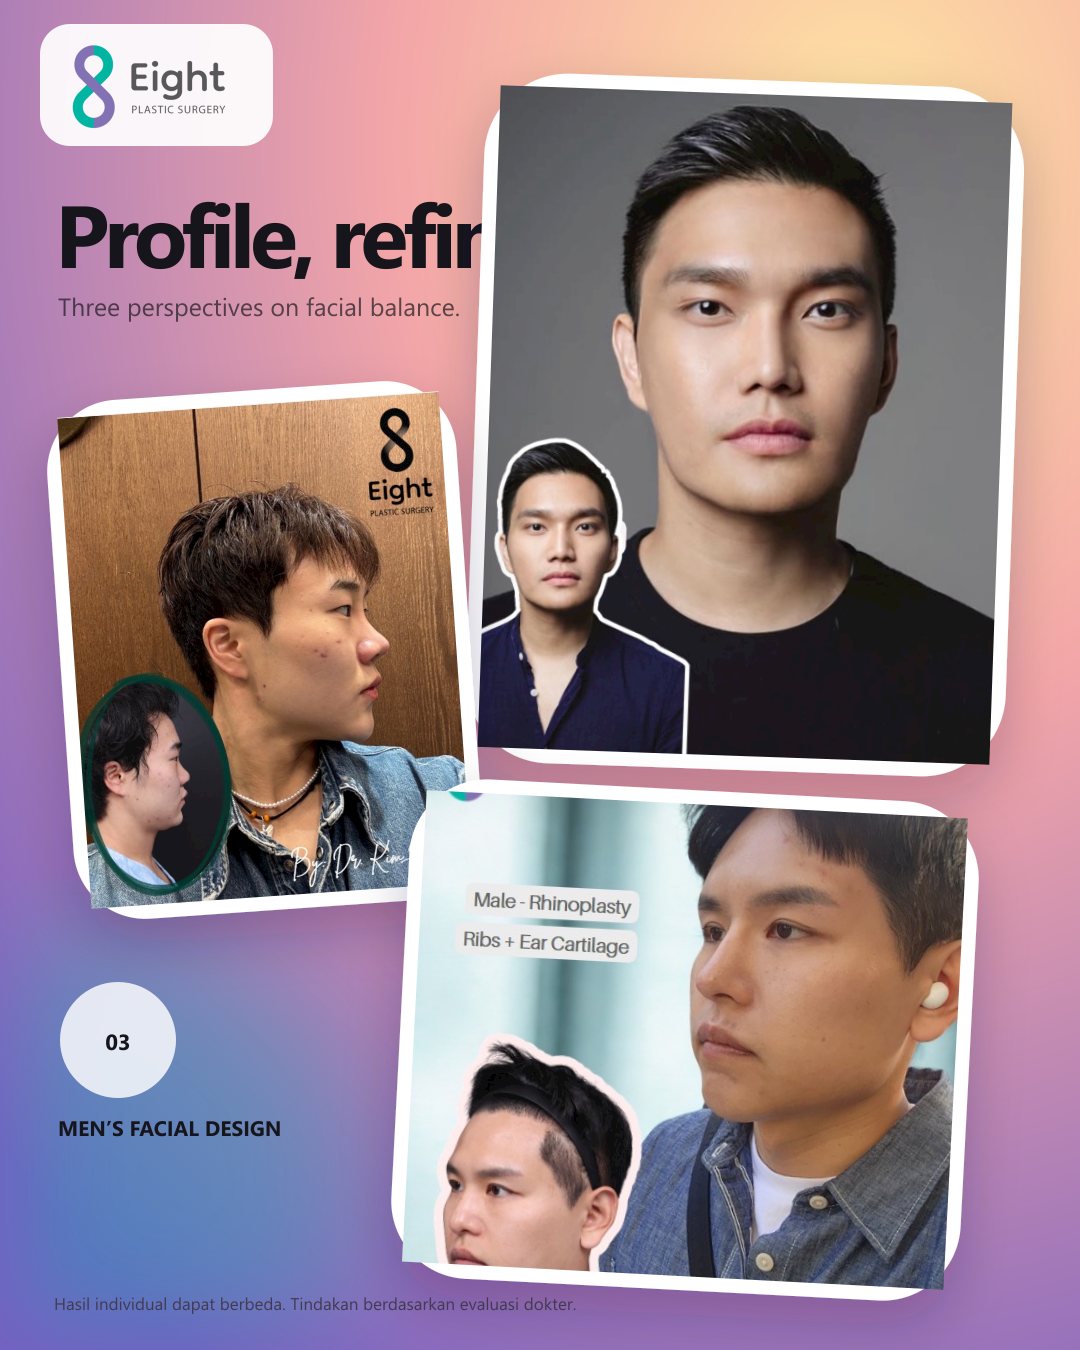 Eight
PLASTIC SURGERY
Profile, refin
Three perspectives on facial balance.
Eight
PLASTIC SURGERY
By. Dr. Kim
Male - Rhinoplasty
Ribs + Ear Cartilage
03
MEN’S FACIAL DESIGN
Hasil individual dapat berbeda. Tindakan berdasarkan evaluasi dokter.